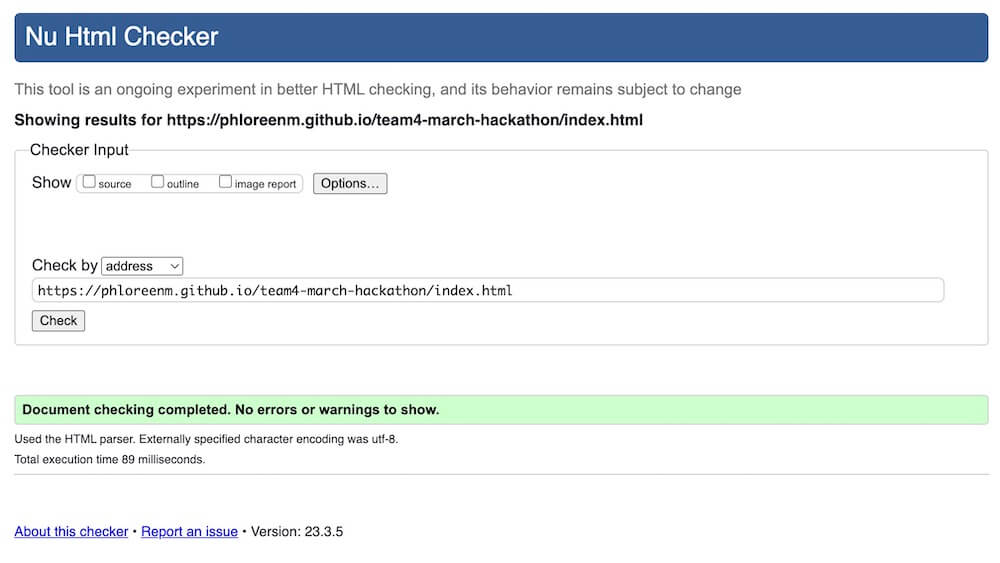 Nu Html Checker
This tool is an ongoing experiment in better HTML checking, and its behavior remains subject to change
Showing results for https://phloreenm.github.io/team4-march-hackathon/index.html
Checker Input
Show source outline image report Options...
Check by address
https://phloreenm.github.io/team4-march-hackathon/index.html
Check
Document checking completed. No errors or warnings to show.
Used the HTML parser. Externally specified character encoding was utf-8.
Total execution time 89 milliseconds.
About this checker • Report an issue • Version: 23.3.5